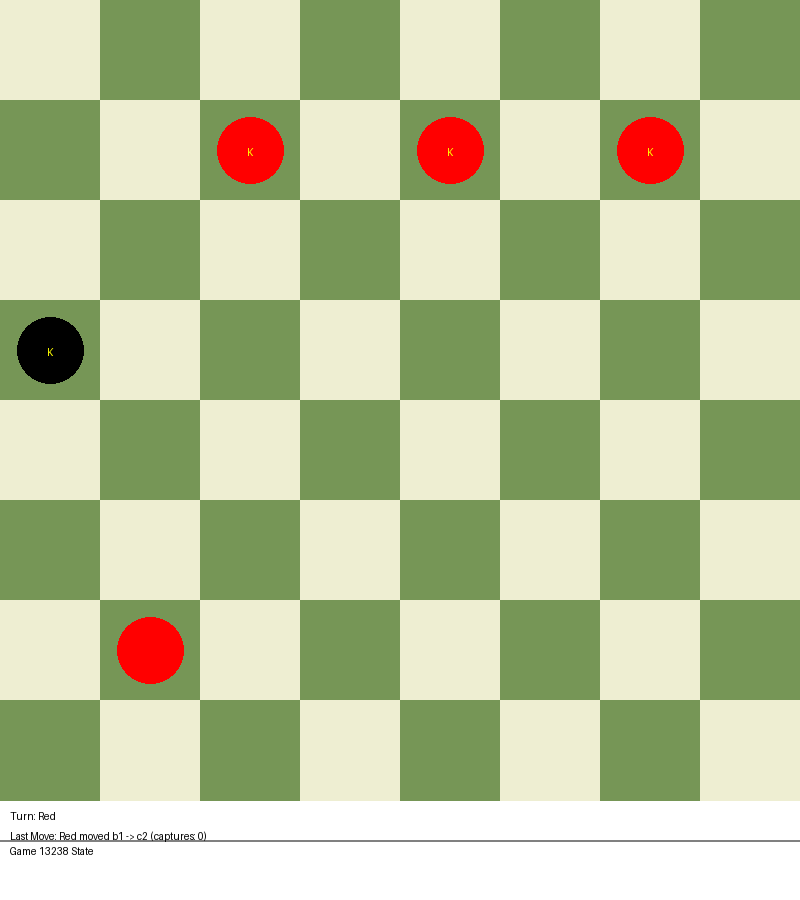 K K K
K
Turn: Red
Last Move: Red moved b1 -> c2 (captures: 0)
Game 13238 State